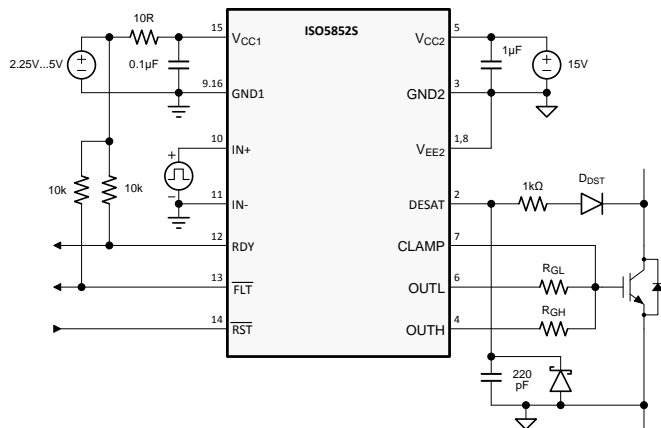 ISO5852S
10R
15
VCC1
2.25V...5V
0.1µF
9.16
GND1
10
IN+
+
-
11
IN-
10k
10k
12
RDY
13
FLT
14
RST
5
VCC2
1µF
15V
3
GND2
1,8
VEE2
2
DESAT
1kΩ
DDST
7
CLAMP
6
OUTL
RGL
4
OUTH
RGH
220
pF